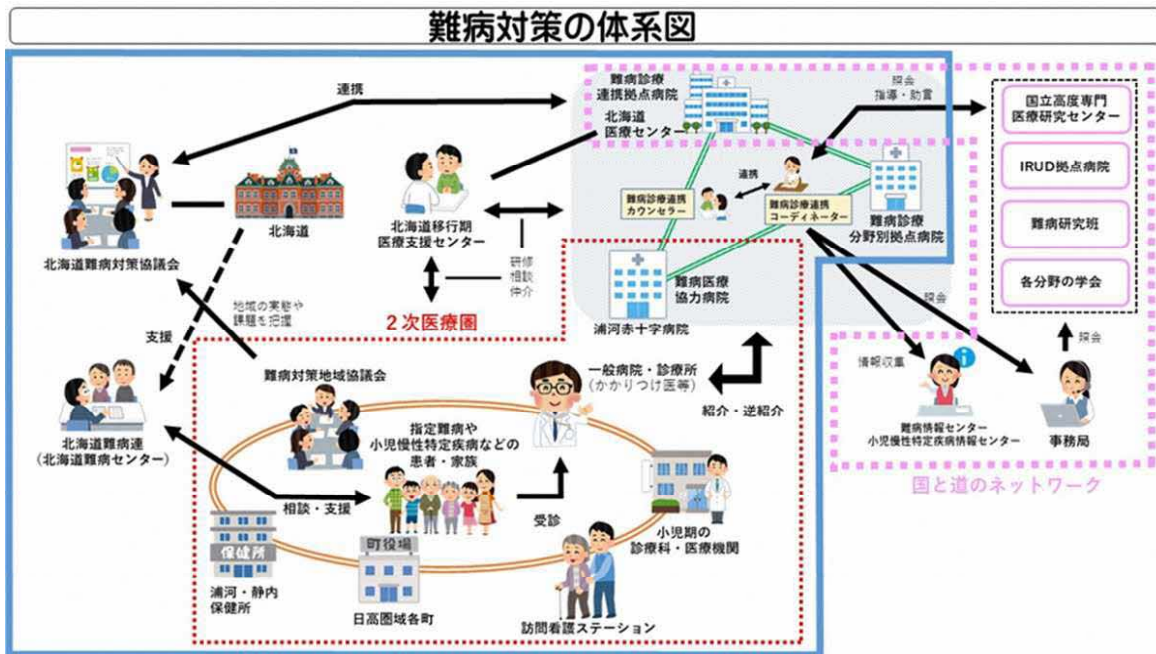 難病対策の体系図
連携
難病診療
連携拠点病院
北海道
医療センター
照会
指導・助言
国立高度専門
医療研究センター
IRUD拠点病院
難病研究班
各分野の学会
北海道難病対策協議会
北海道
北海道移行期
医療支援センター
連携
難病診療連携
カウンセラー
難病診療連携
コーディネーター
難病診療
分野別拠点病院
研修
相談
仲介
難病医療
協力病院
浦河赤十字病院
2次医療圏
地域の実態や
課題を把握
支援
照会
照会
情報収集
難病情報センター
小児慢性特定疾病情報センター
事務局
国と道のネットワーク
難病対策地域協議会
一般病院・診療所
(かかりつけ医等)
紹介・逆紹介
北海道難病連
(北海道難病センター)
指定難病や
小児慢性特定疾病などの
患者・家族
相談・支援
受診
小児期の
診療科・医療機関
保健所
浦河・静内
保健所
町役場
日高圏域各町
訪問看護ステーション